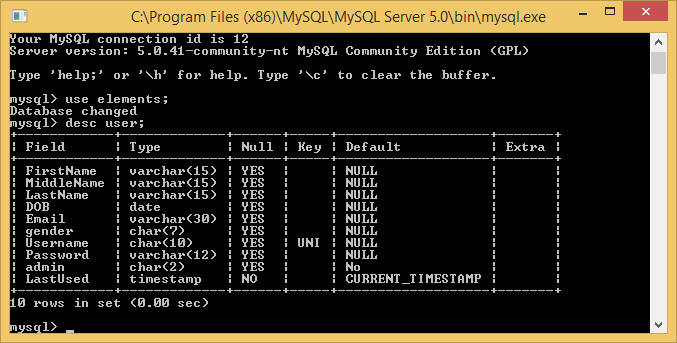 C:\Program Files (x86)\MySQL\MySQL Server 5.0\bin\mysql.exe
Your MySQL connection id is 12
Server version: 5.0.41-community-nt MySQL Community Edition (GPL)
Type 'help;' or '\h' for help. Type '\c' to clear the buffer.
mysql> use elements;
Database changed
mysql> desc user;
+------------+-------------+------+-----+-------------------+-------+
| Field      | Type        | Null | Key | Default           | Extra |
+------------+-------------+------+-----+-------------------+-------+
| FirstName  | varchar(15) | YES  |     | NULL              |       |
| MiddleName | varchar(15) | YES  |     | NULL              |       |
| LastName   | varchar(15) | YES  |     | NULL              |       |
| DOB        | date        | YES  |     | NULL              |       |
| Email      | varchar(30) | YES  |     | NULL              |       |
| gender     | char(7)     | YES  |     | NULL              |       |
| Username   | char(10)    | YES  | UNI | NULL              |       |
| Password   | varchar(12) | YES  |     | NULL              |       |
| admin      | char(2)     | YES  |     | No                |       |
| LastUsed   | timestamp   | NO   |     | CURRENT_TIMESTAMP |       |
+------------+-------------+------+-----+-------------------+-------+
10 rows in set (0.00 sec)
mysql> _